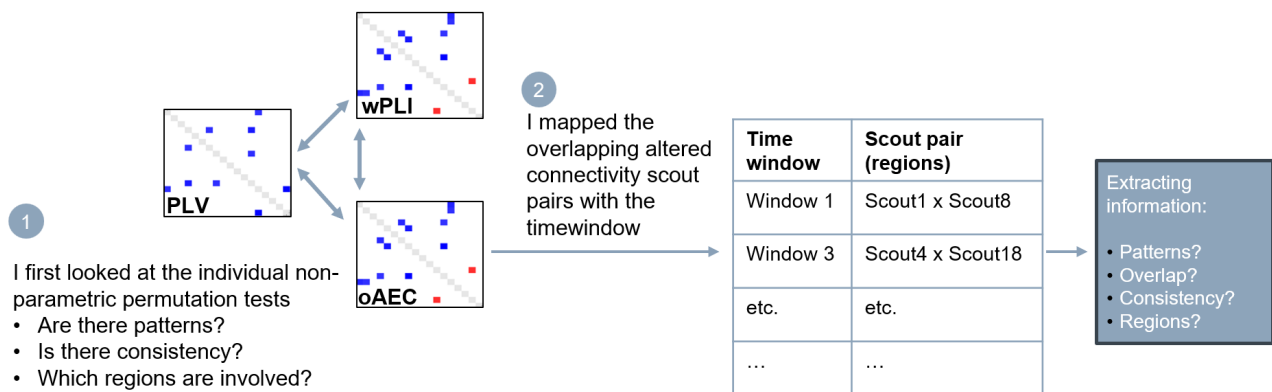 1
I first looked at the individual non-
parametric permutation tests
• Are there patterns?
• Is there consistency?
• Which regions are involved?
PLV
wPLI
oAEC
2
I mapped the
overlapping altered
connectivity scout
pairs with the
timewindow
Time window
Scout pair (regions)
Window 1
Scout1 x Scout8
Window 3
Scout4 x Scout18
etc.
etc.
...
...
Extracting
information:
• Patterns?
• Overlap?
• Consistency?
• Regions?